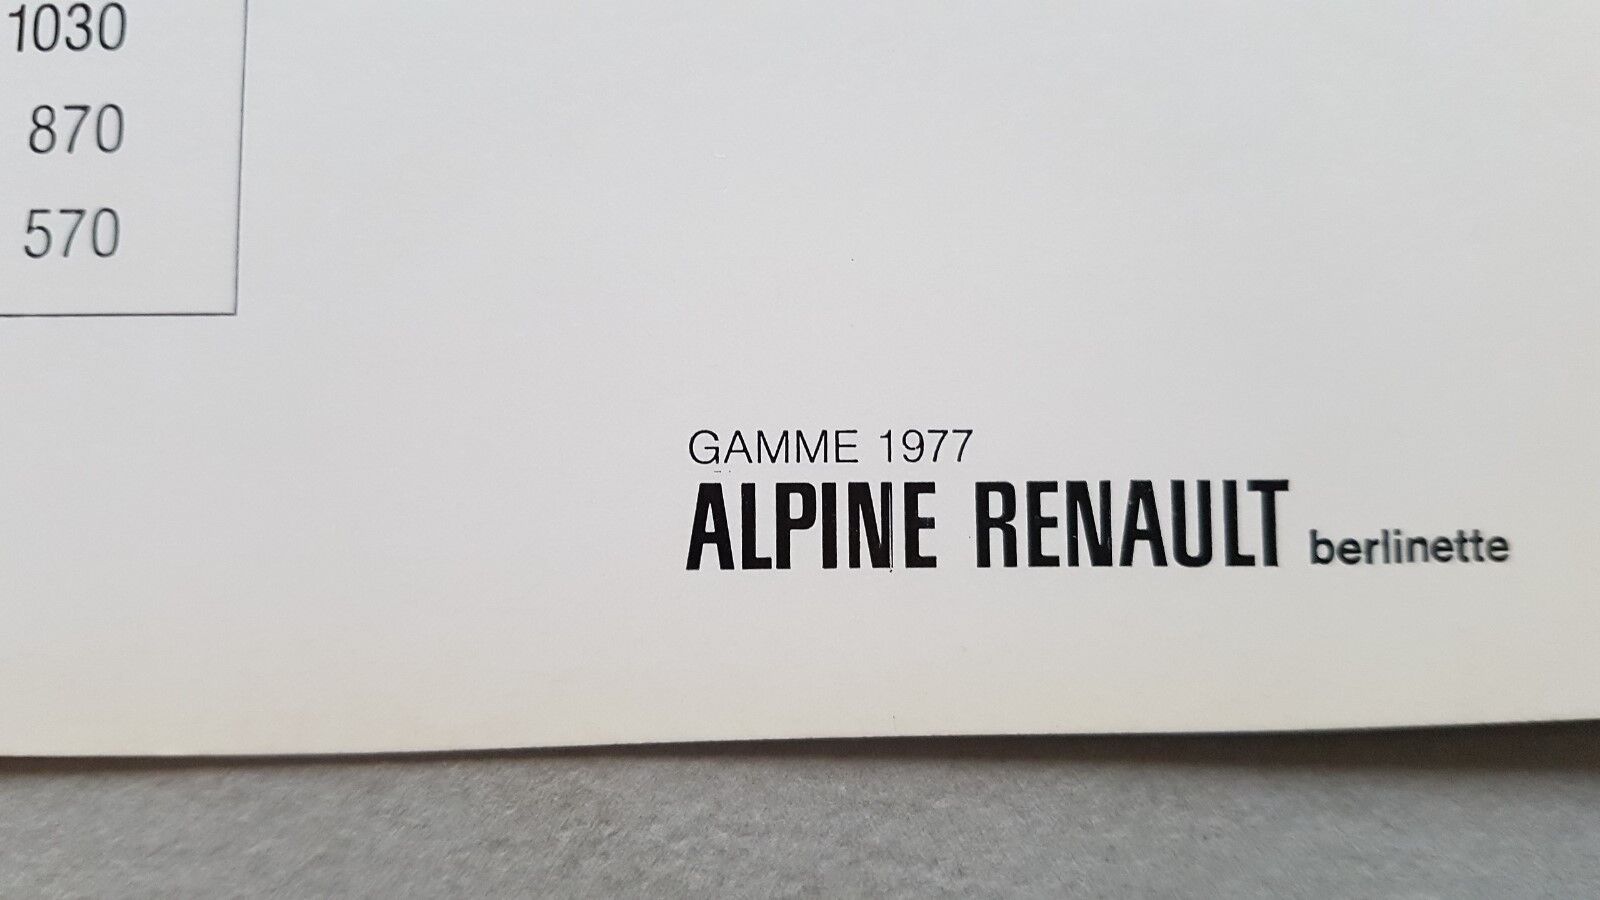 1030
870
570
GAMME 1977
ALPINE RENAULT berlinette